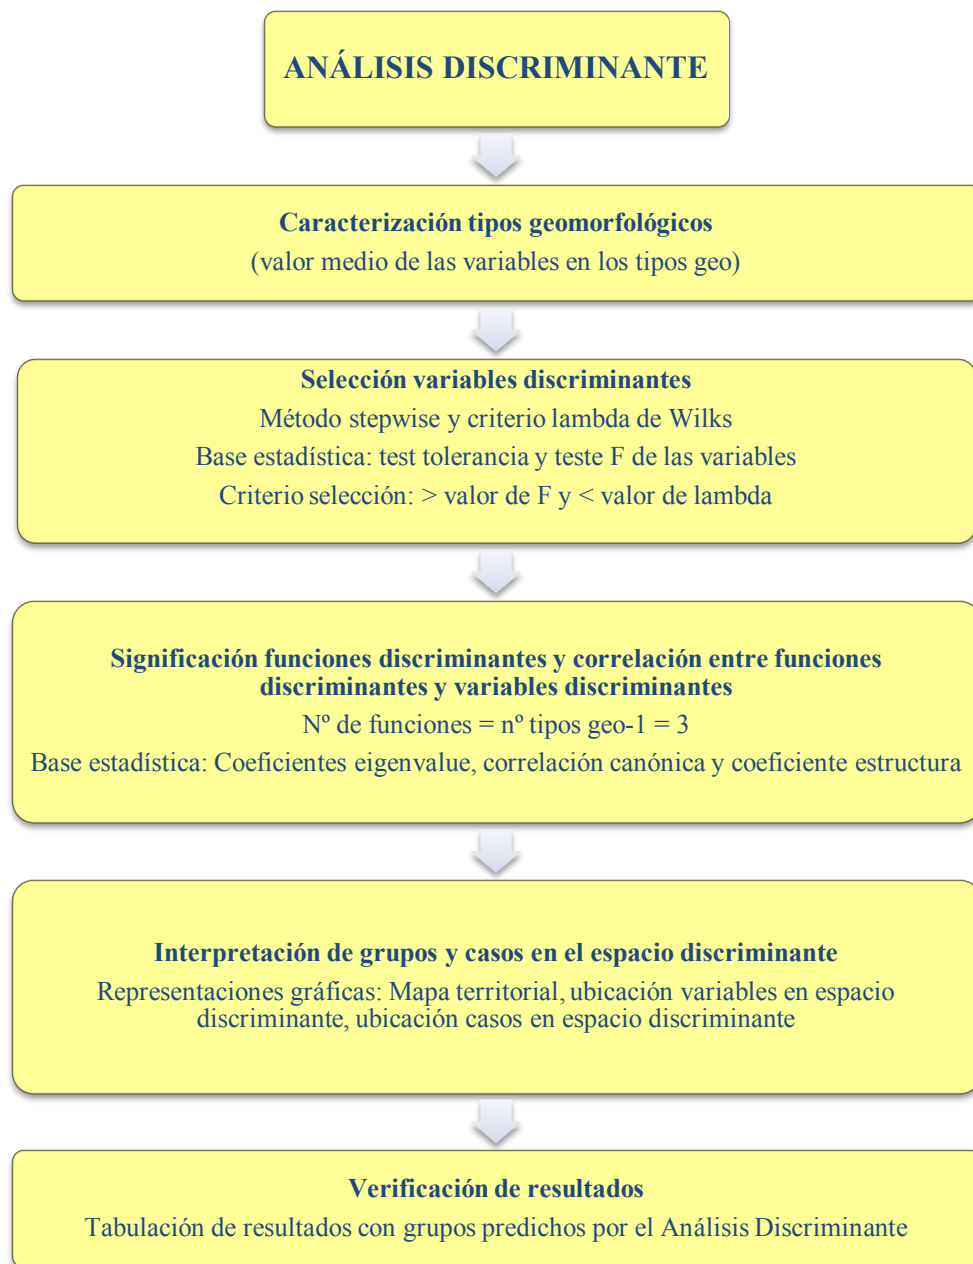 ANÁLISIS DISCRIMINANTE
Caracterización tipos geomorfológicos
(valor medio de las variables en los tipos geo)
Selección variables discriminantes
Método stepwise y criterio lambda de Wilks
Base estadística: test tolerancia y teste F de las variables
Criterio selección: > valor de F y < valor de lambda
Significación funciones discriminantes y correlación entre funciones
discriminantes y variables discriminantes
Nº de funciones = nº tipos geo-1 = 3
Base estadística: Coeficientes eigenvalue, correlación canónica y coeficiente estructura
Interpretación de grupos y casos en el espacio discriminante
Representaciones gráficas: Mapa territorial, ubicación variables en espacio
discriminante, ubicación casos en espacio discriminante
Verificación de resultados
Tabulación de resultados con grupos predichos por el Análisis Discriminante